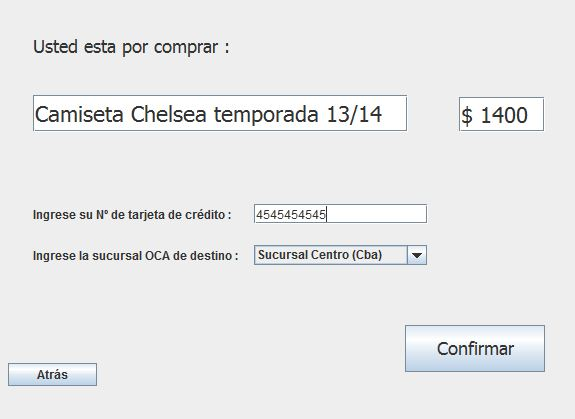 Usted esta por comprar :
Camiseta Chelsea temporada 13/14 $ 1400
Ingrese su Nº de tarjeta de crédito : 4545454545
Ingrese la sucursal OCA de destino : Sucursal Centro (Cba)
Confirmar
Atrás